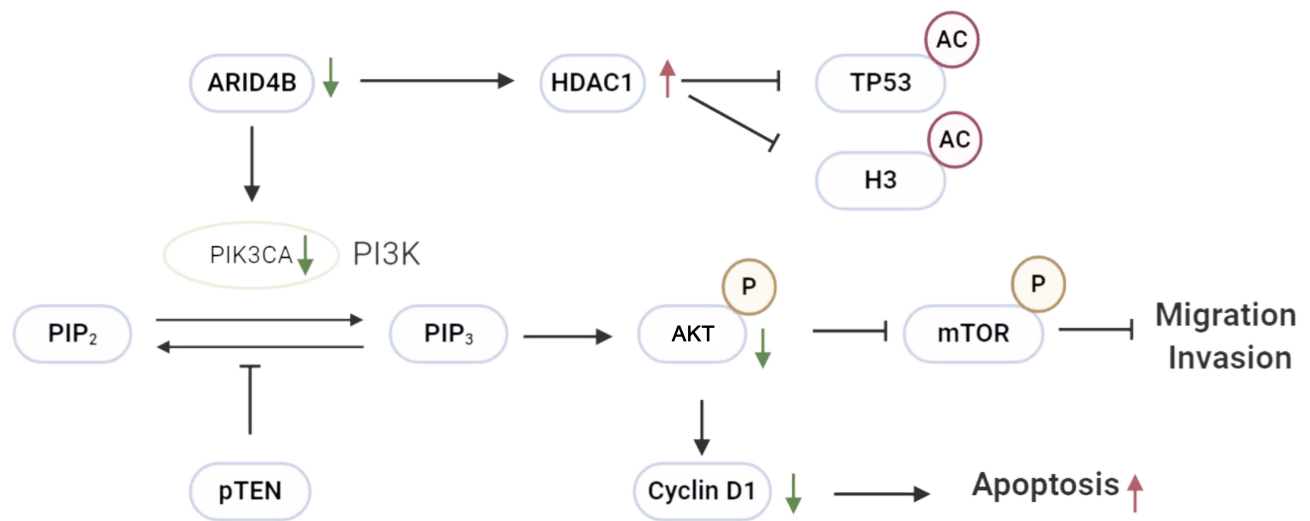 AC
ARID4B
HDAC1
TP53
AC
H3
PIK3CA
PI3K
P
P
PIP₂
PIP₃
AKT
mTOR
Migration
Invasion
pTEN
Cyclin D1
Apoptosis